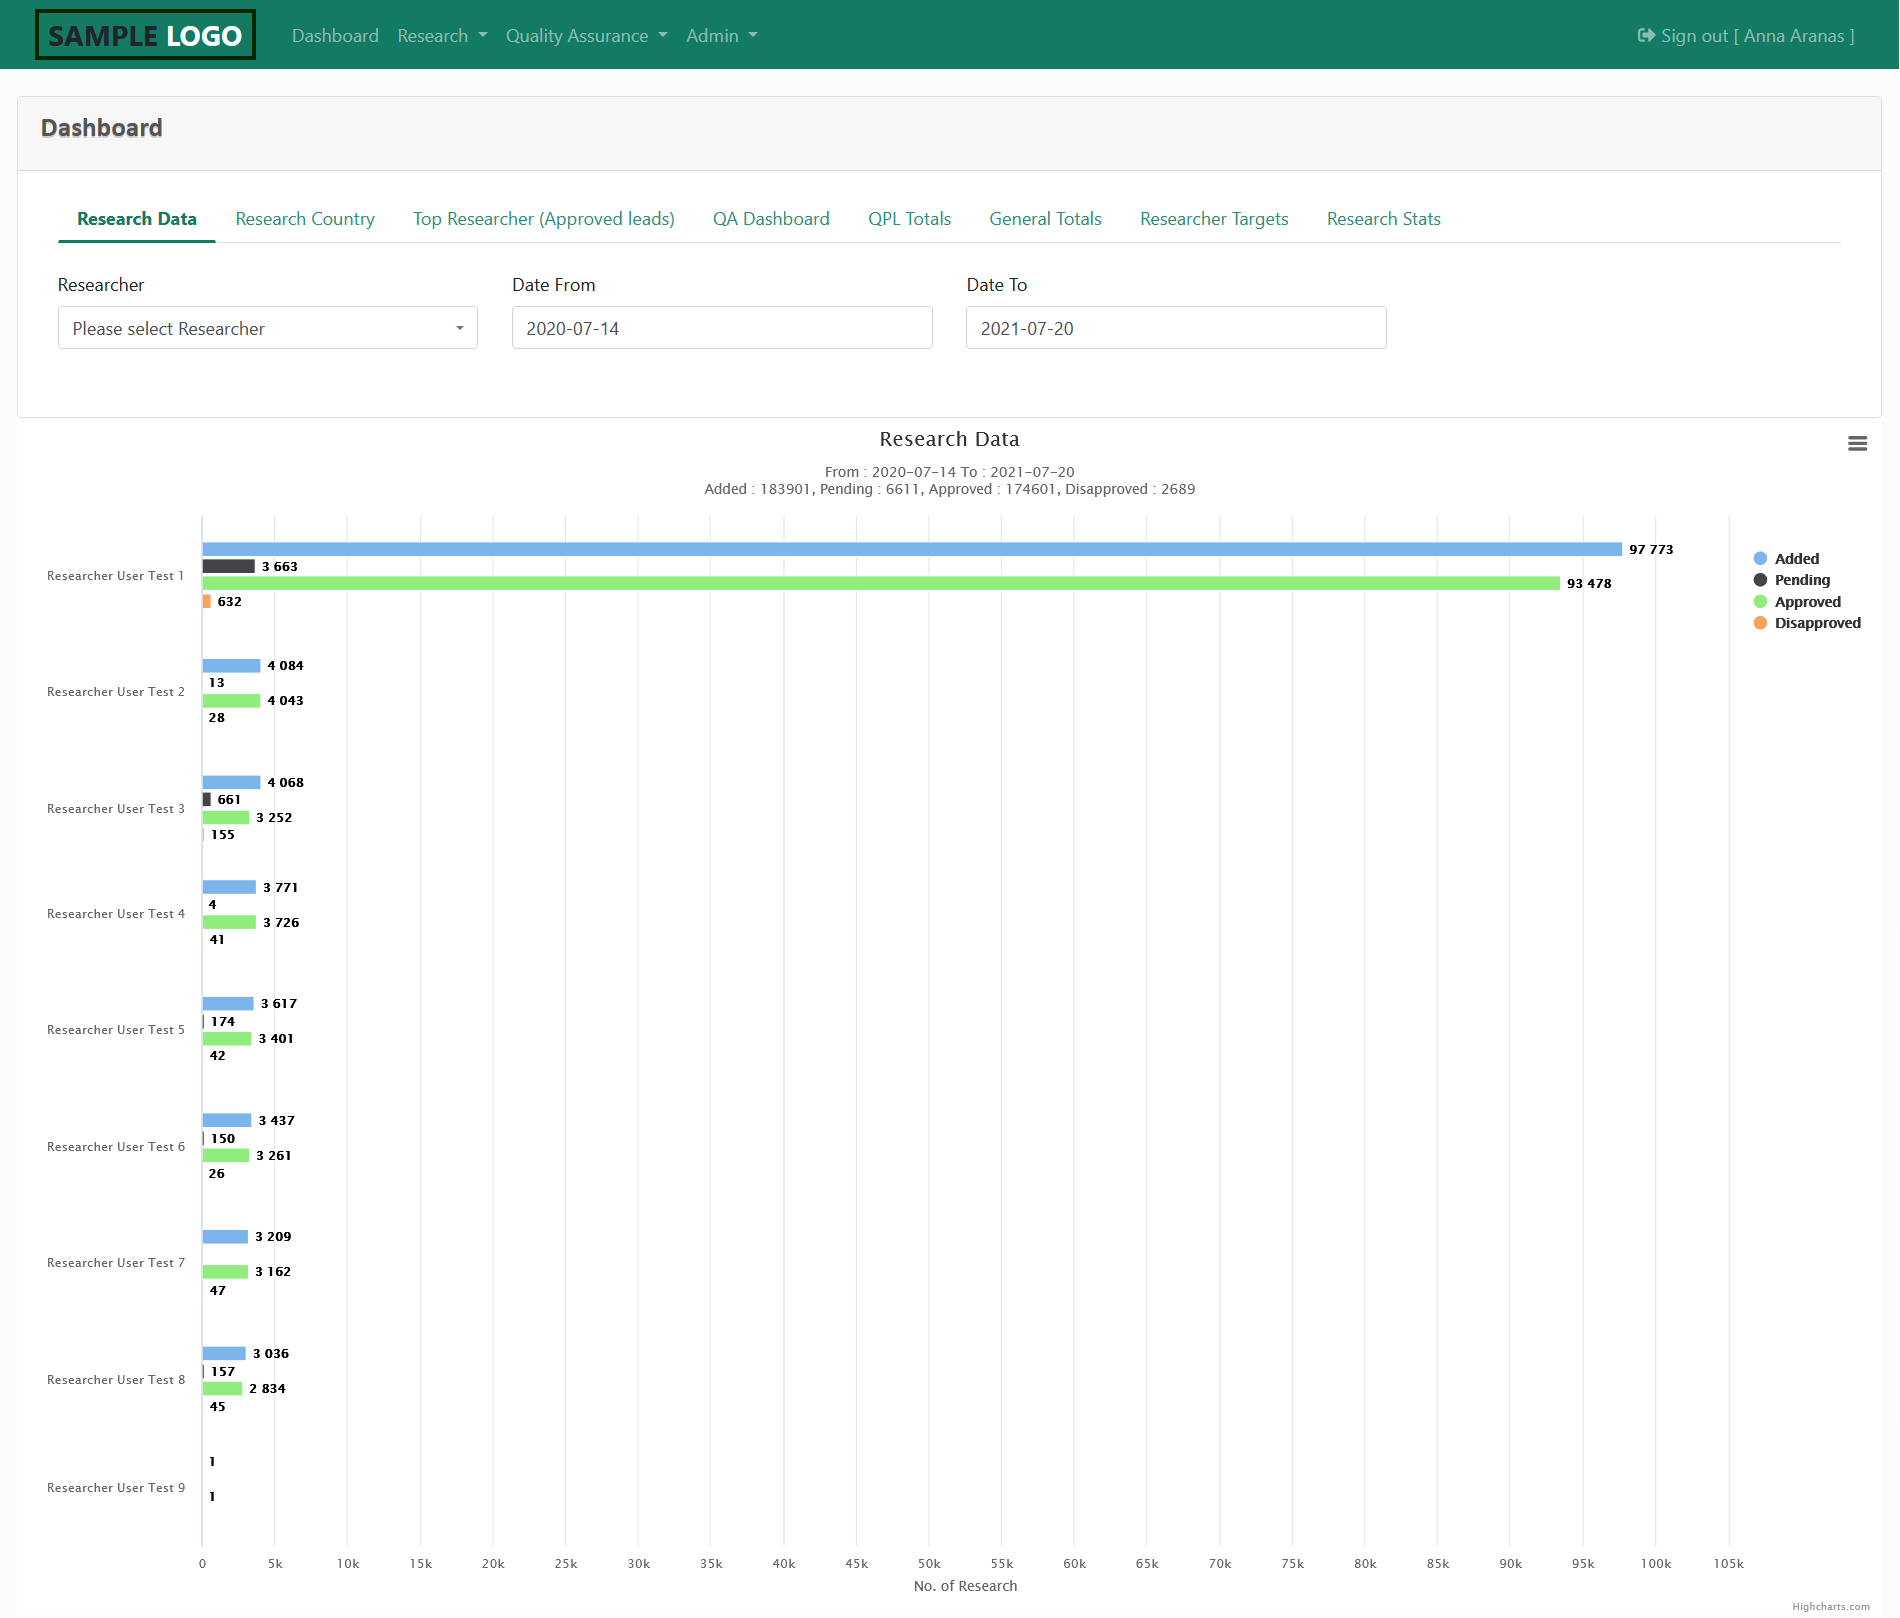 SAMPLE LOGO
Dashboard Research Quality Assurance Admin Sign out [ Anna Aranas ]
Dashboard
Research Data Research Country Top Researcher (Approved leads) QA Dashboard QPL Totals General Totals Researcher Targets Research Stats
Researcher Date From Date To
Please select Researcher 2020-07-14 2021-07-20
Research Data
From : 2020-07-14 To : 2021-07-20
Added : 183901, Pending : 6611, Approved : 174601, Disapproved : 2689
Added
Pending
Approved
Disapproved
Researcher User Test 1
97 773
3 663
93 478
632
Researcher User Test 2
4 084
13
4 043
28
Researcher User Test 3
4 068
661
3 252
155
Researcher User Test 4
3 771
4
3 726
41
Researcher User Test 5
3 617
174
3 401
42
Researcher User Test 6
3 437
150
3 261
26
Researcher User Test 7
3 209
3 162
47
Researcher User Test 8
3 036
157
2 834
45
Researcher User Test 9
1
1
0 5k 10k 15k 20k 25k 30k 35k 40k 45k 50k 55k 60k 65k 70k 75k 80k 85k 90k 95k 100k 105k
No. of Research
Highcharts.com